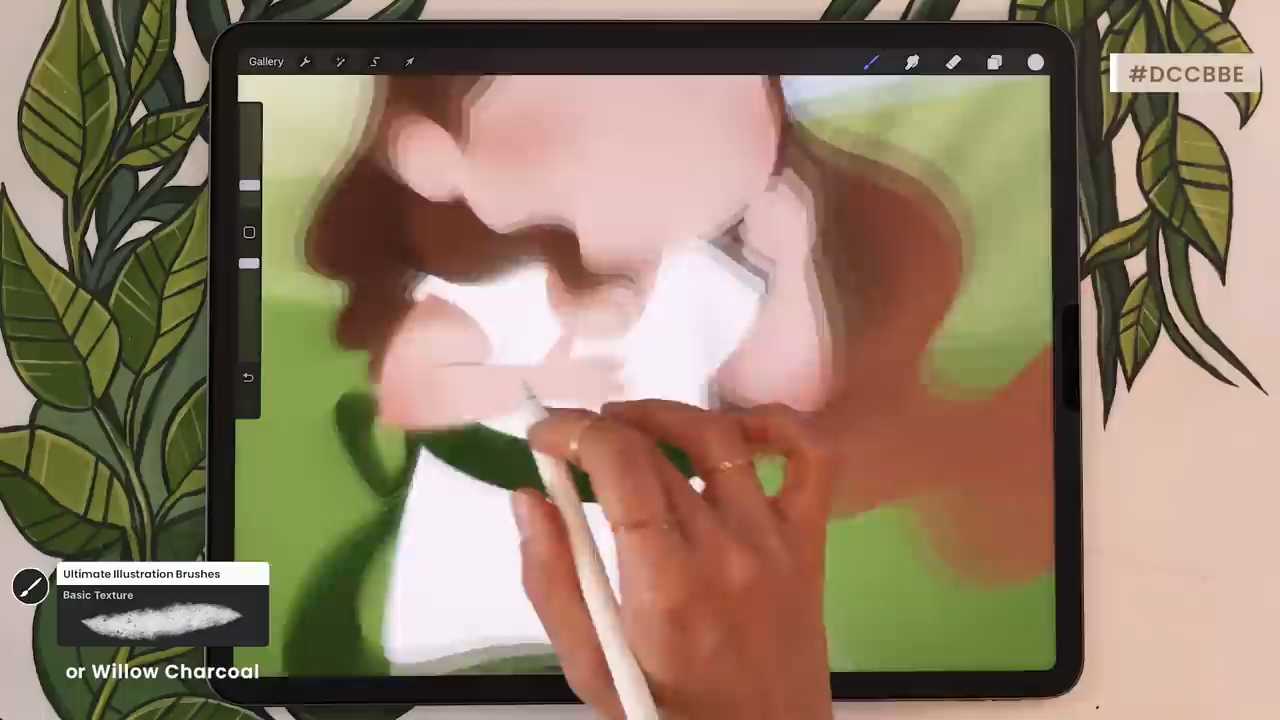 Gallery
#DCCBBE
Ultimate Illustration Brushes
Basic Texture
or Willow Charcoal